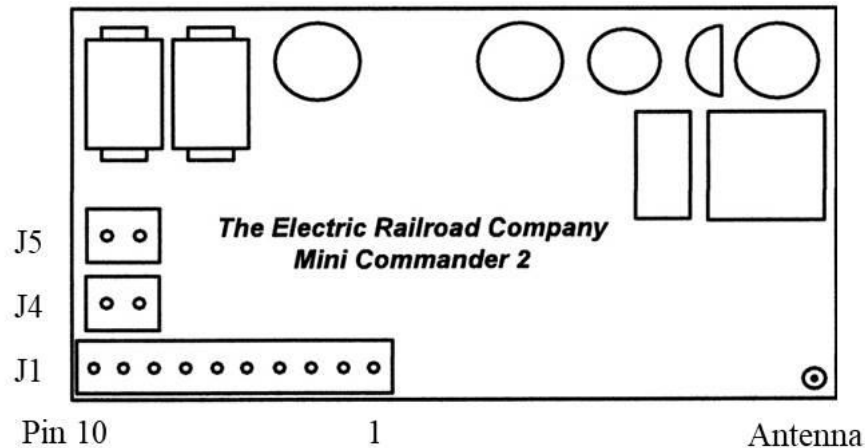 The Electric Railroad Company
Mini Commander 2
J5
J4
J1
Pin 10 1 Antenna